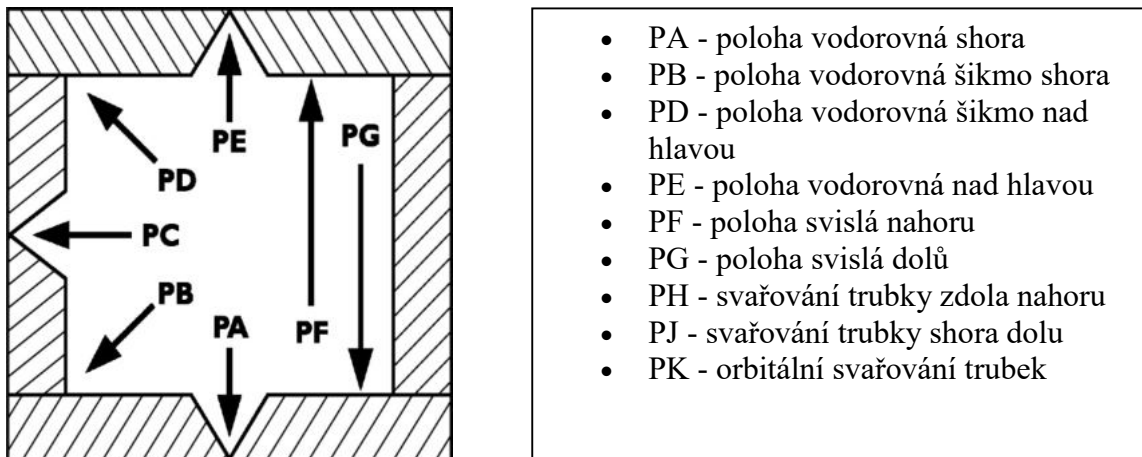 PE
PG
PD
PC
PB
PA
PF
• PA - poloha vodorovná shora
• PB - poloha vodorovná šikmo shora
• PD - poloha vodorovná šikmo nad
hlavou
• PE - poloha vodorovná nad hlavou
• PF - poloha svislá nahoru
• PG - poloha svislá dolů
• PH - svařování trubky zdola nahoru
• PJ - svařování trubky shora dolu
• PK - orbitální svařování trubek